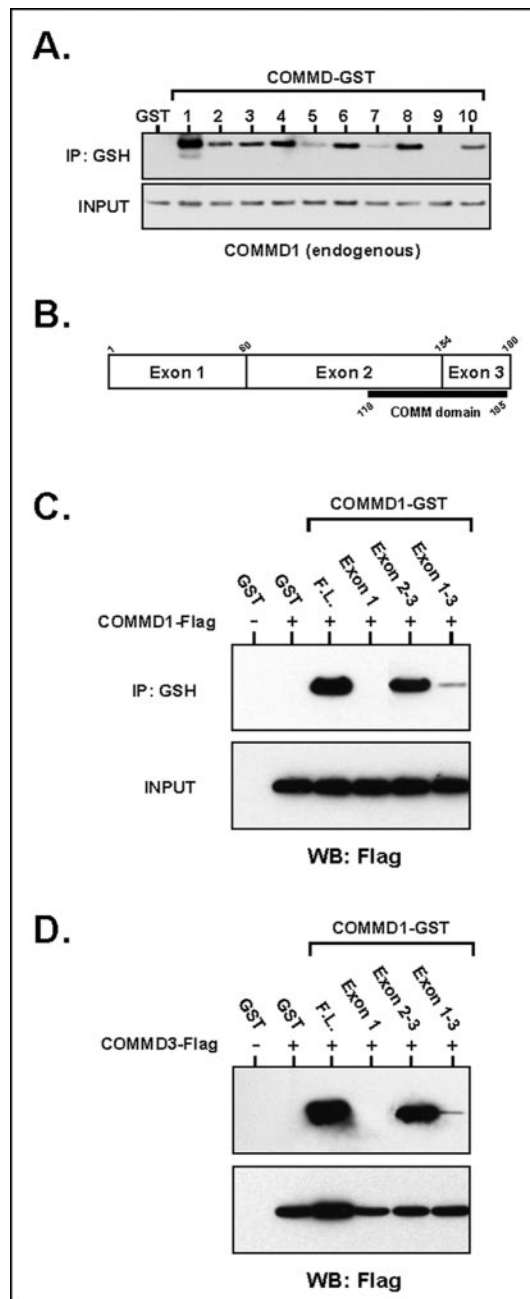 A.
COMMD-GST
GST 1 2 3 4 5 6 7 8 9 10
IP: GSH
INPUT
COMMD1 (endogenous)
B.
1 60 154 190
Exon 1 Exon 2 Exon 3
118 COMM domain 185
C.
COMMD1-GST
GST GST F.L. Exon 1 Exon 2-3 Exon 1-3
COMMD1-Flag - + + + + +
IP: GSH
INPUT
WB: Flag
D.
COMMD1-GST
GST GST F.L. Exon 1 Exon 2-3 Exon 1-3
COMMD3-Flag - + + + + +
WB: Flag